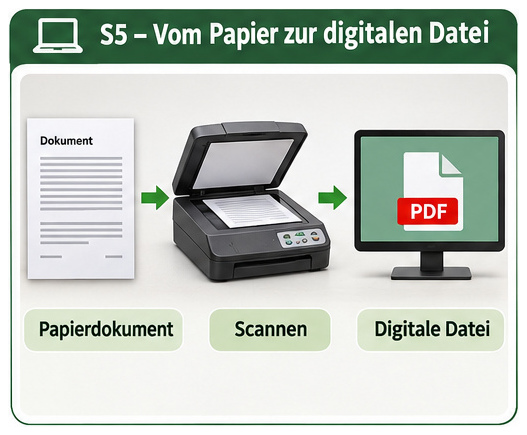 S5 – Vom Papier zur digitalen Datei
Dokument
PDF
Papierdokument
Scannen
Digitale Datei